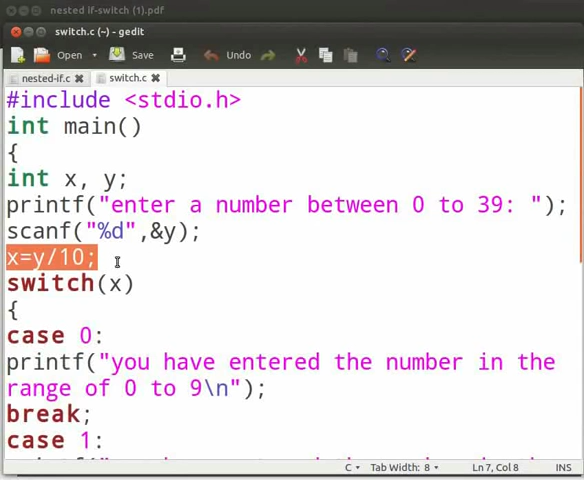 nested if-switch (1).pdf
switch.c (~) - gedit
Open Save Undo
nested-if.c switch.c
#include <stdio.h>
int main()
{
int x, y;
printf("enter a number between 0 to 39: ");
scanf("%d",&y);
x=y/10;
switch(x)
{
case 0:
printf("you have entered the number in the
range of 0 to 9\n");
break;
case 1:
C Tab Width: 8 Ln 7, Col 8 INS